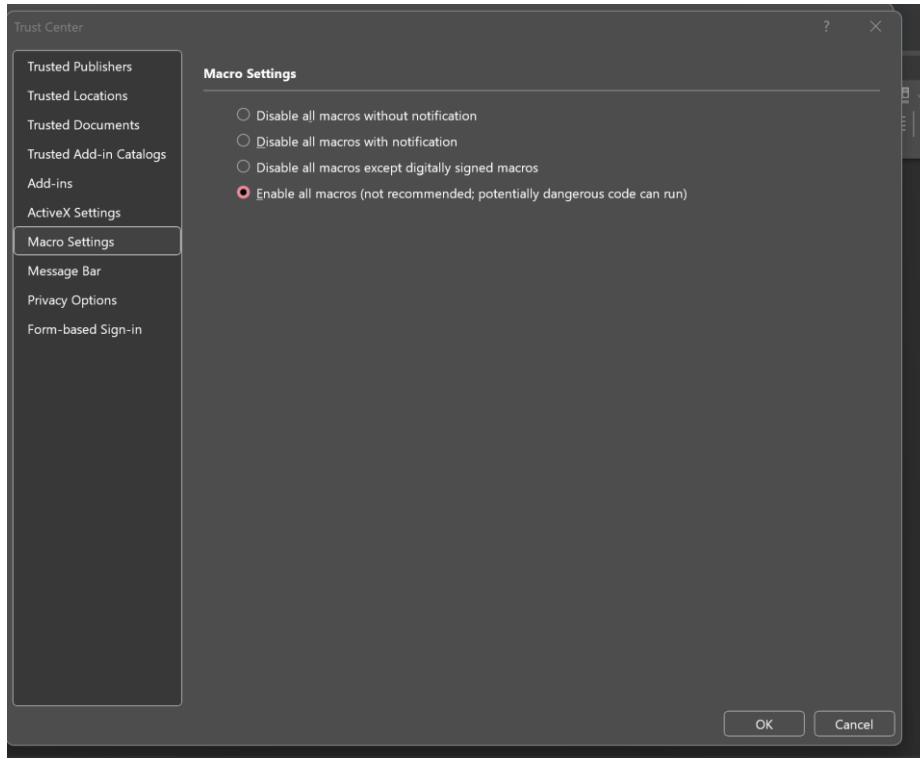 Trust Center
?
Trusted Publishers
Trusted Locations
Trusted Documents
Trusted Add-in Catalogs
Add-ins
ActiveX Settings
Macro Settings
Message Bar
Privacy Options
Form-based Sign-in
Macro Settings
Disable all macros without notification
Disable all macros with notification
Disable all macros except digitally signed macros
Enable all macros (not recommended; potentially dangerous code can run)
OK
Cancel